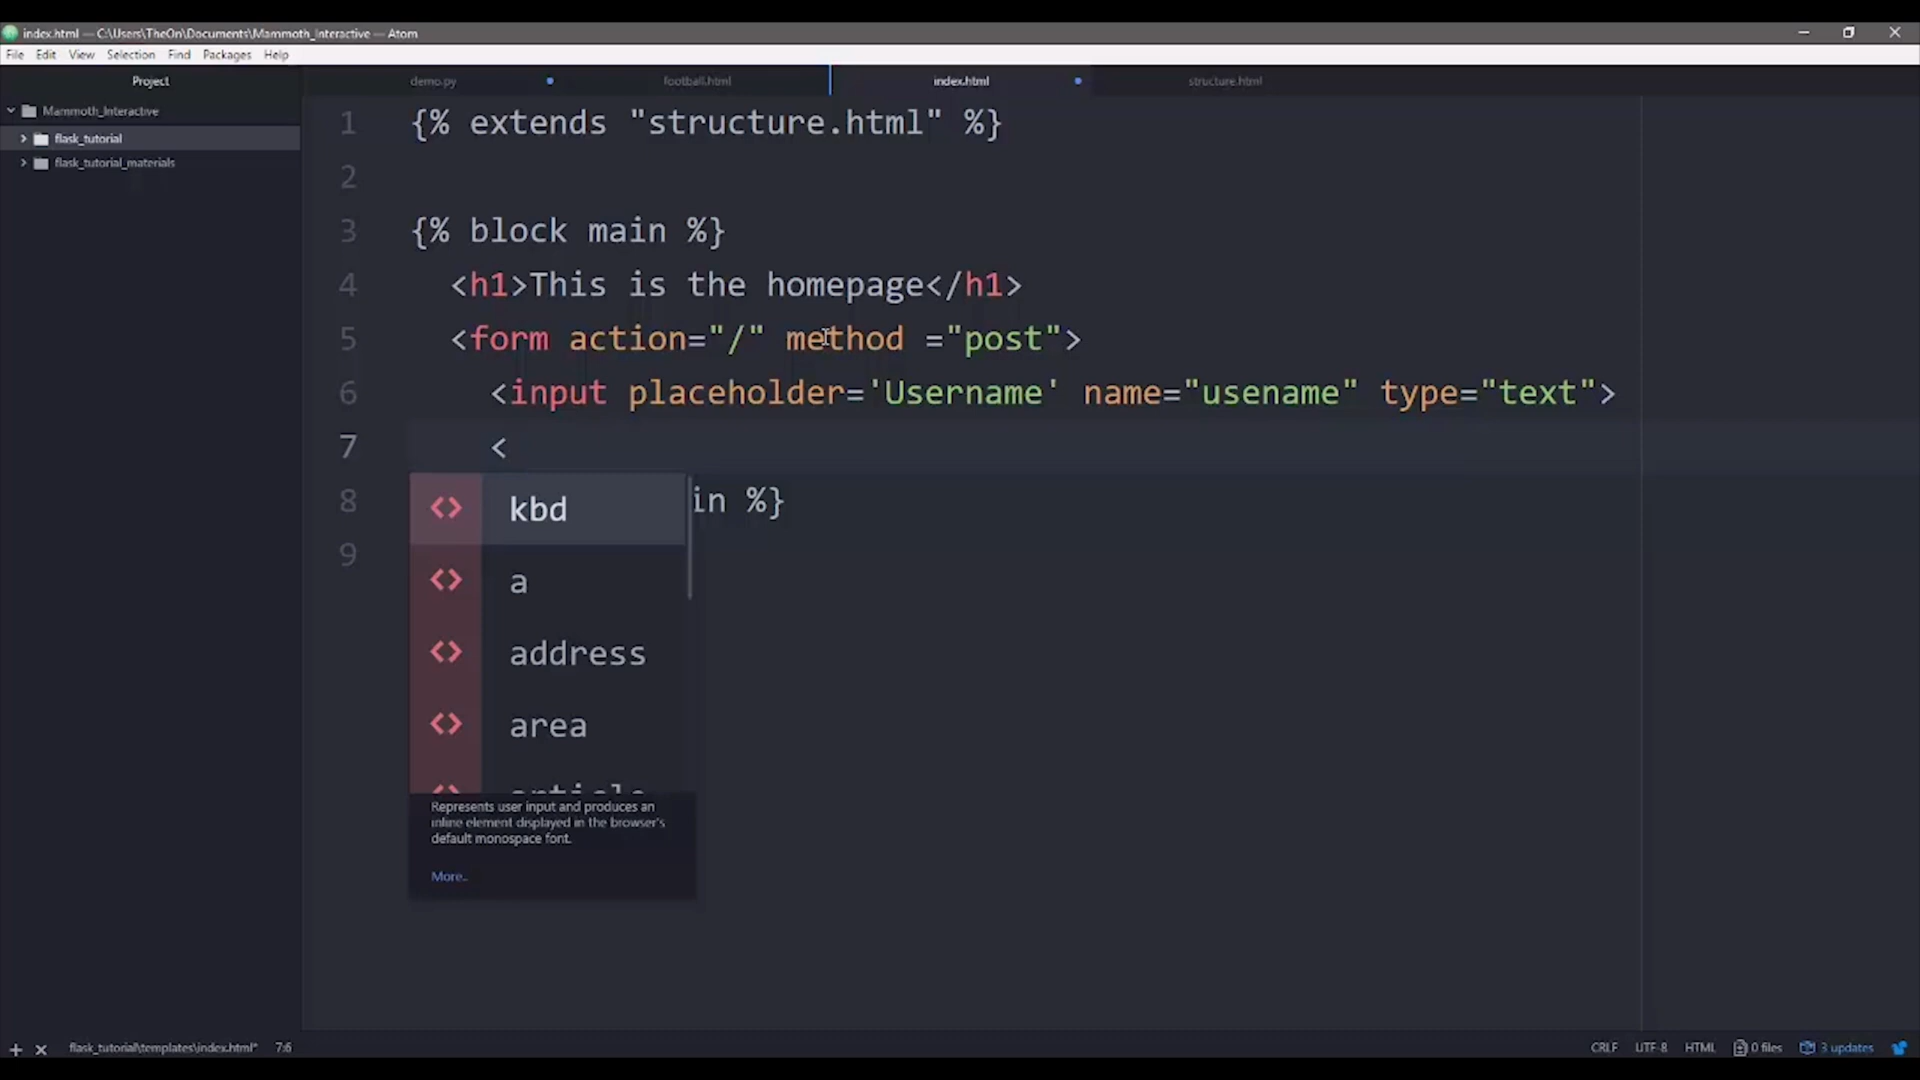 index.html — C:\Users\TheOn\Documents\Mammoth_Interactive — Atom
File Edit View Selection Find Packages Help
Project
demo.py football.html index.html structure.html
Mammoth_Interactive
flask_tutorial
flask_tutorial_materials
1 {% extends "structure.html" %}
2
3 {% block main %}
4 <h1>This is the homepage</h1>
5 <form action="/" method ="post">
6 <input placeholder='Username' name="usename" type="text">
7 <
8 in %}
9
<> kbd
<> a
<> address
<> area
Represents user input and produces an
inline element displayed in the browser's
default monospace font.
More..
flask_tutorial\templates\index.html* 7:6 CRLF UTF-8 HTML 0 files 3 updates